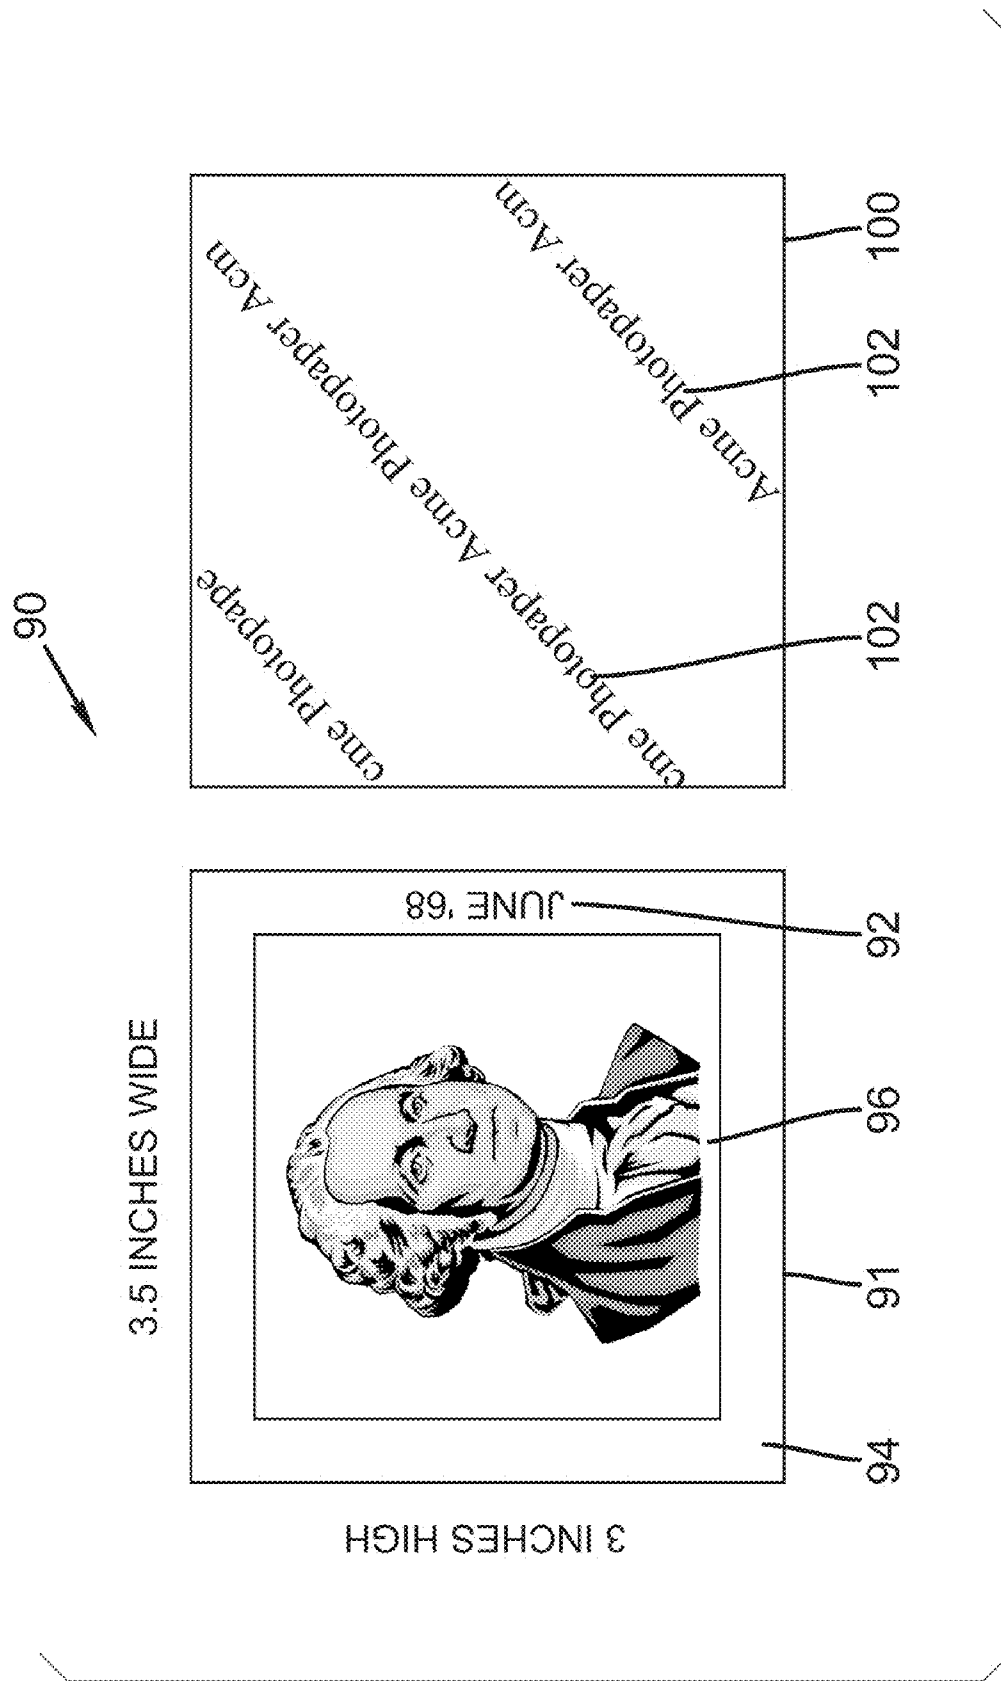 90
3.5 INCHES WIDE
3 INCHES HIGH
JUNE '68
cme Photopape
cme Photopaper Acme Photopaper Acm
Acme Photopaper Acm
94 91 96 92 102 102 100